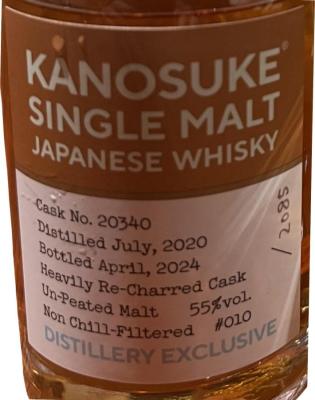 KANOSUKE®
SINGLE MALT
JAPANESE WHISKY
Cask No. 20340
Distilled July, 2020
Bottled April, 2024
Heavily Re-Charred Cask
Un-Peated Malt 55%vol.
Non Chill-Filtered #010
/ 2085
DISTILLERY EXCLUSIVE